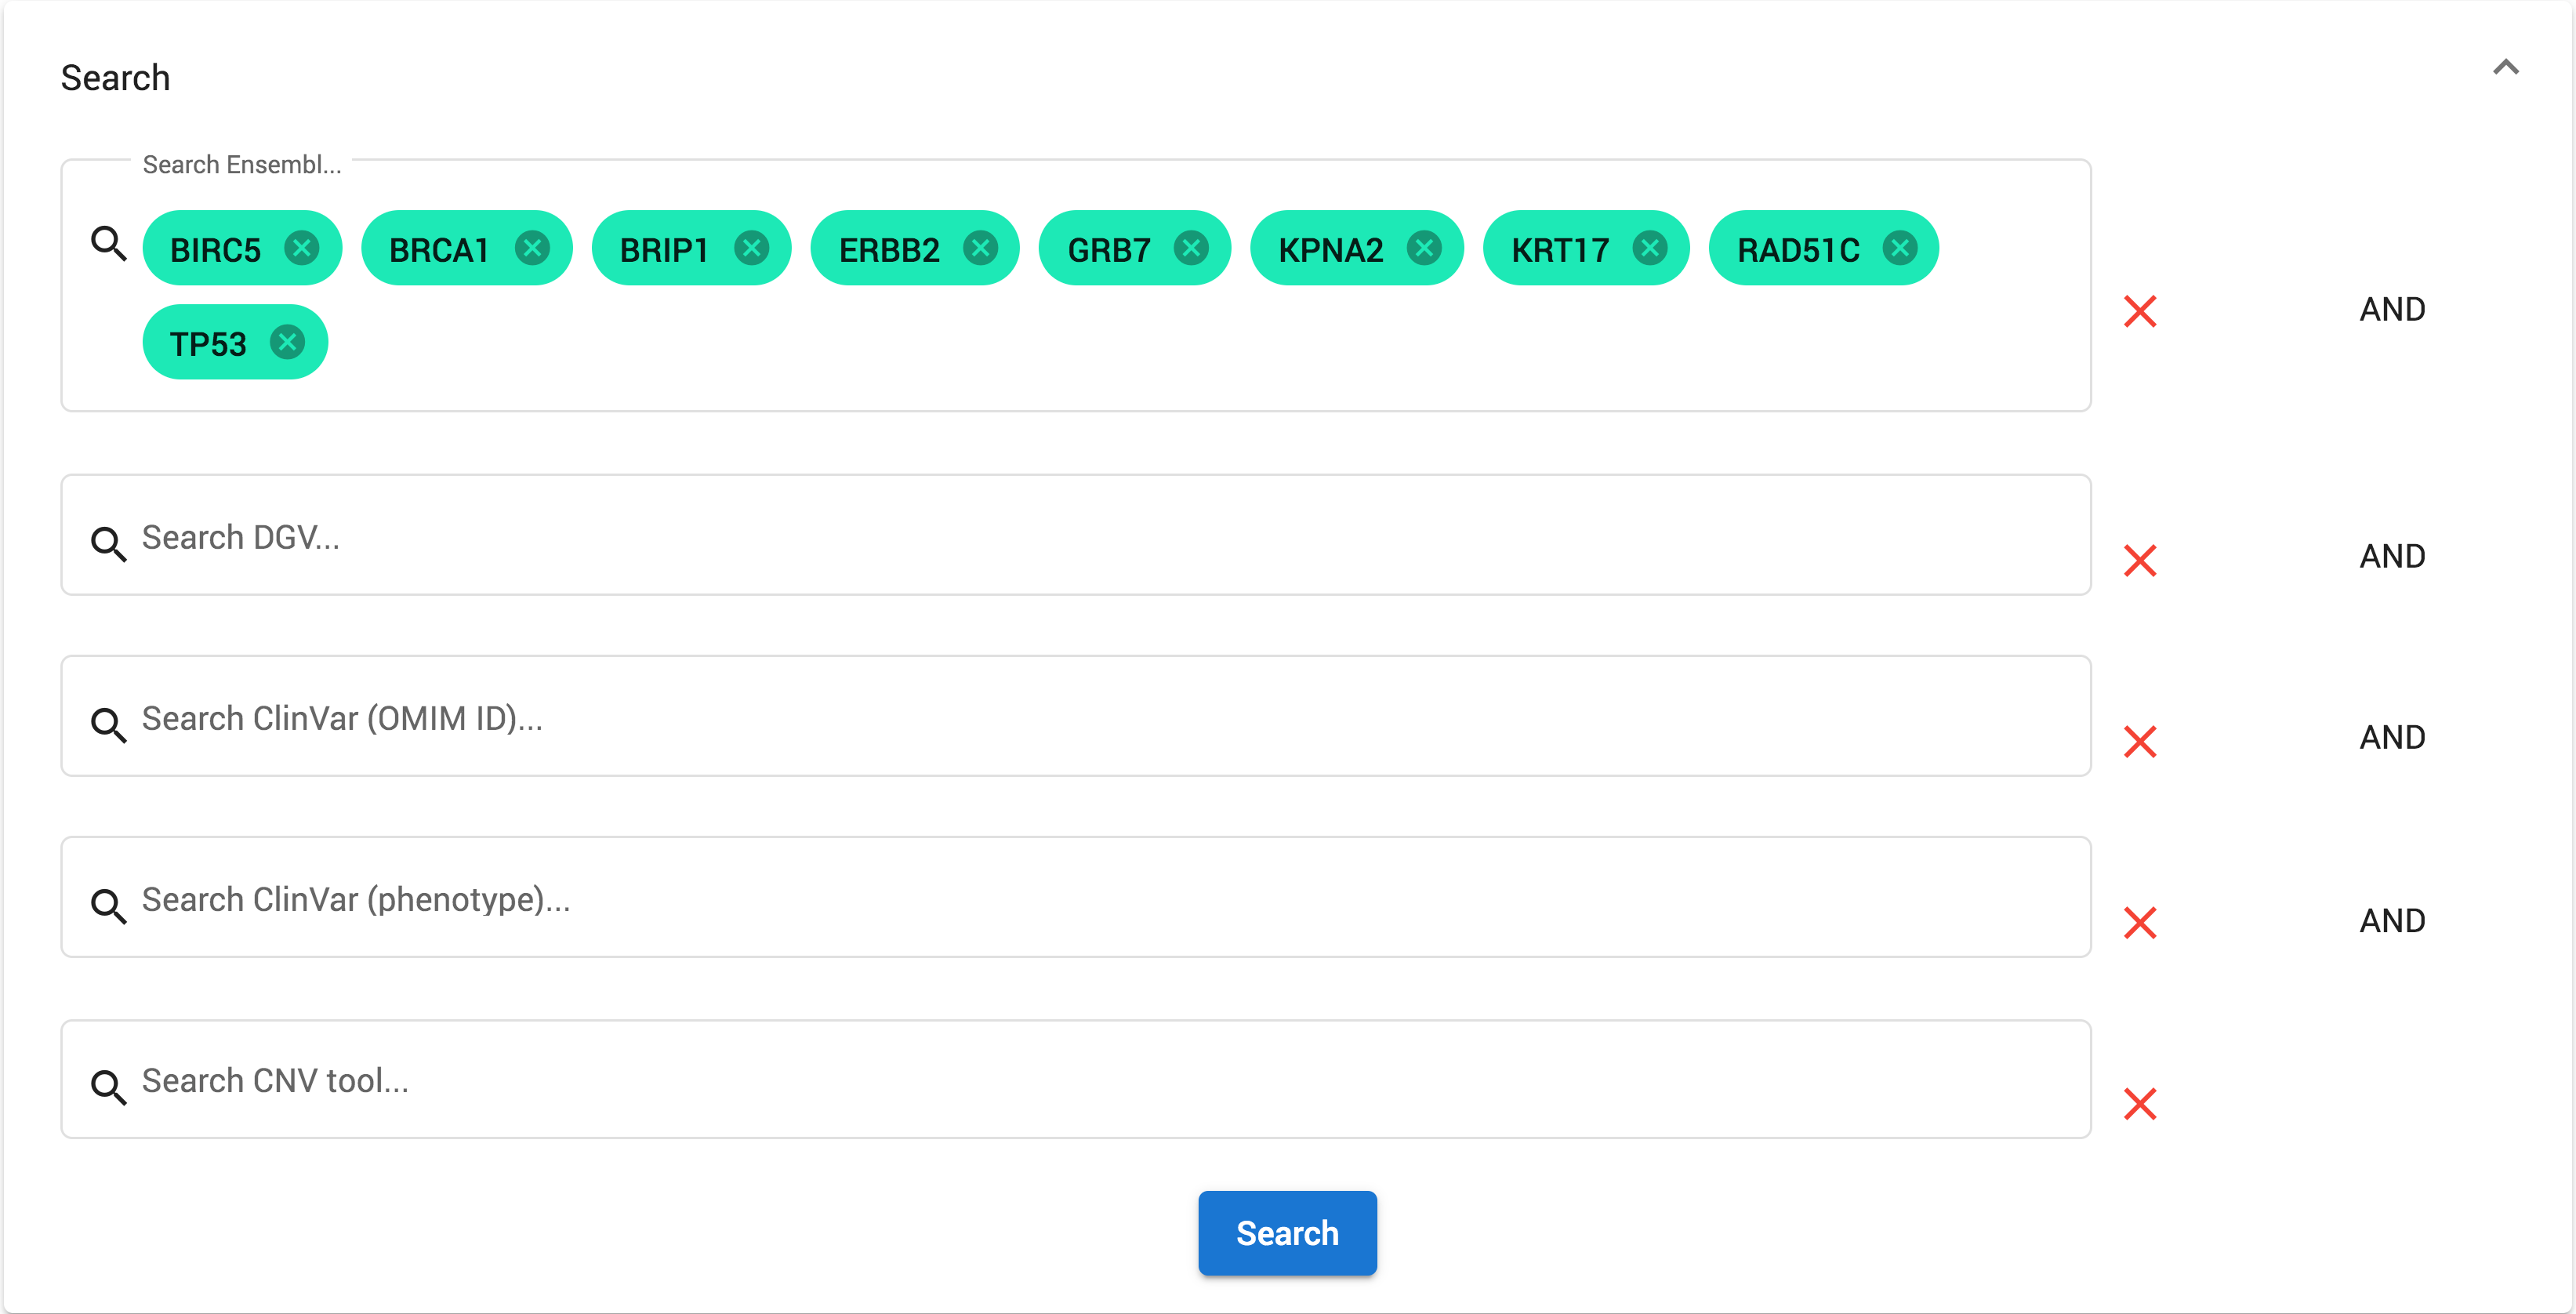 Search
Search Ensembl...
BIRC5 BRCA1 BRIP1 ERBB2 GRB7 KPNA2 KRT17 RAD51C
TP53
AND
Search DGV...
AND
Search ClinVar (OMIM ID)...
AND
Search ClinVar (phenotype)...
AND
Search CNV tool...
Search